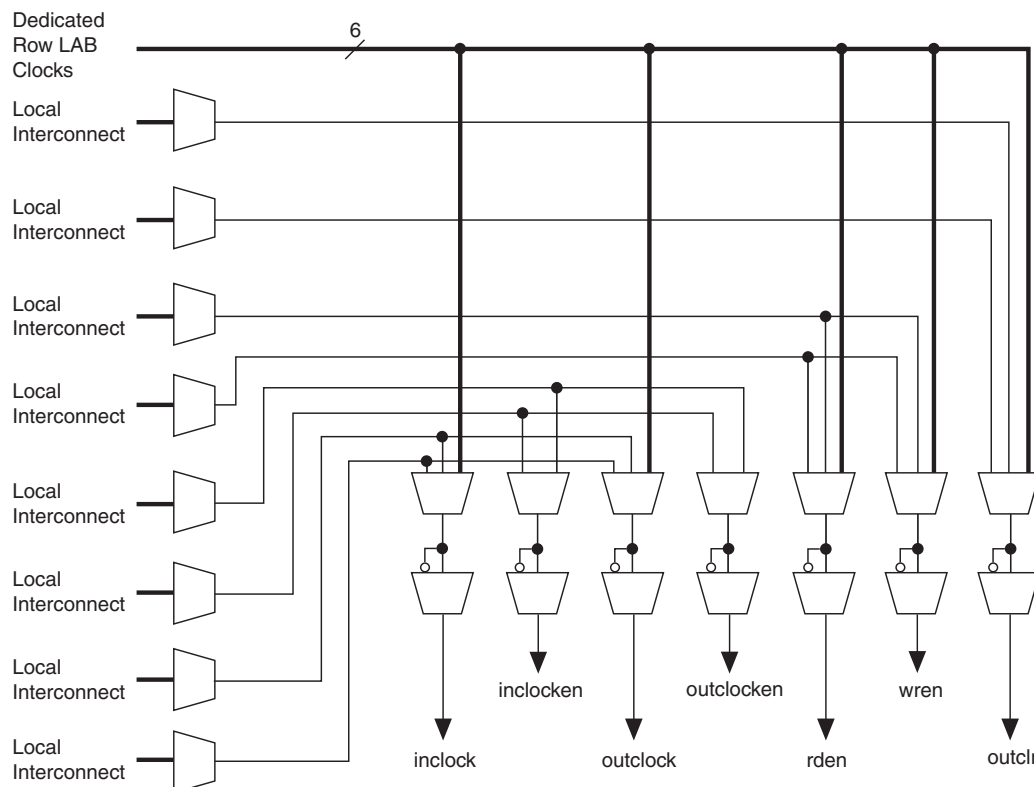 Dedicated
Row LAB
Clocks
6
Local
Interconnect
Local
Interconnect
Local
Interconnect
Local
Interconnect
Local
Interconnect
Local
Interconnect
Local
Interconnect
Local
Interconnect
inclocken
outclocken
wren
inclock
outclock
rden